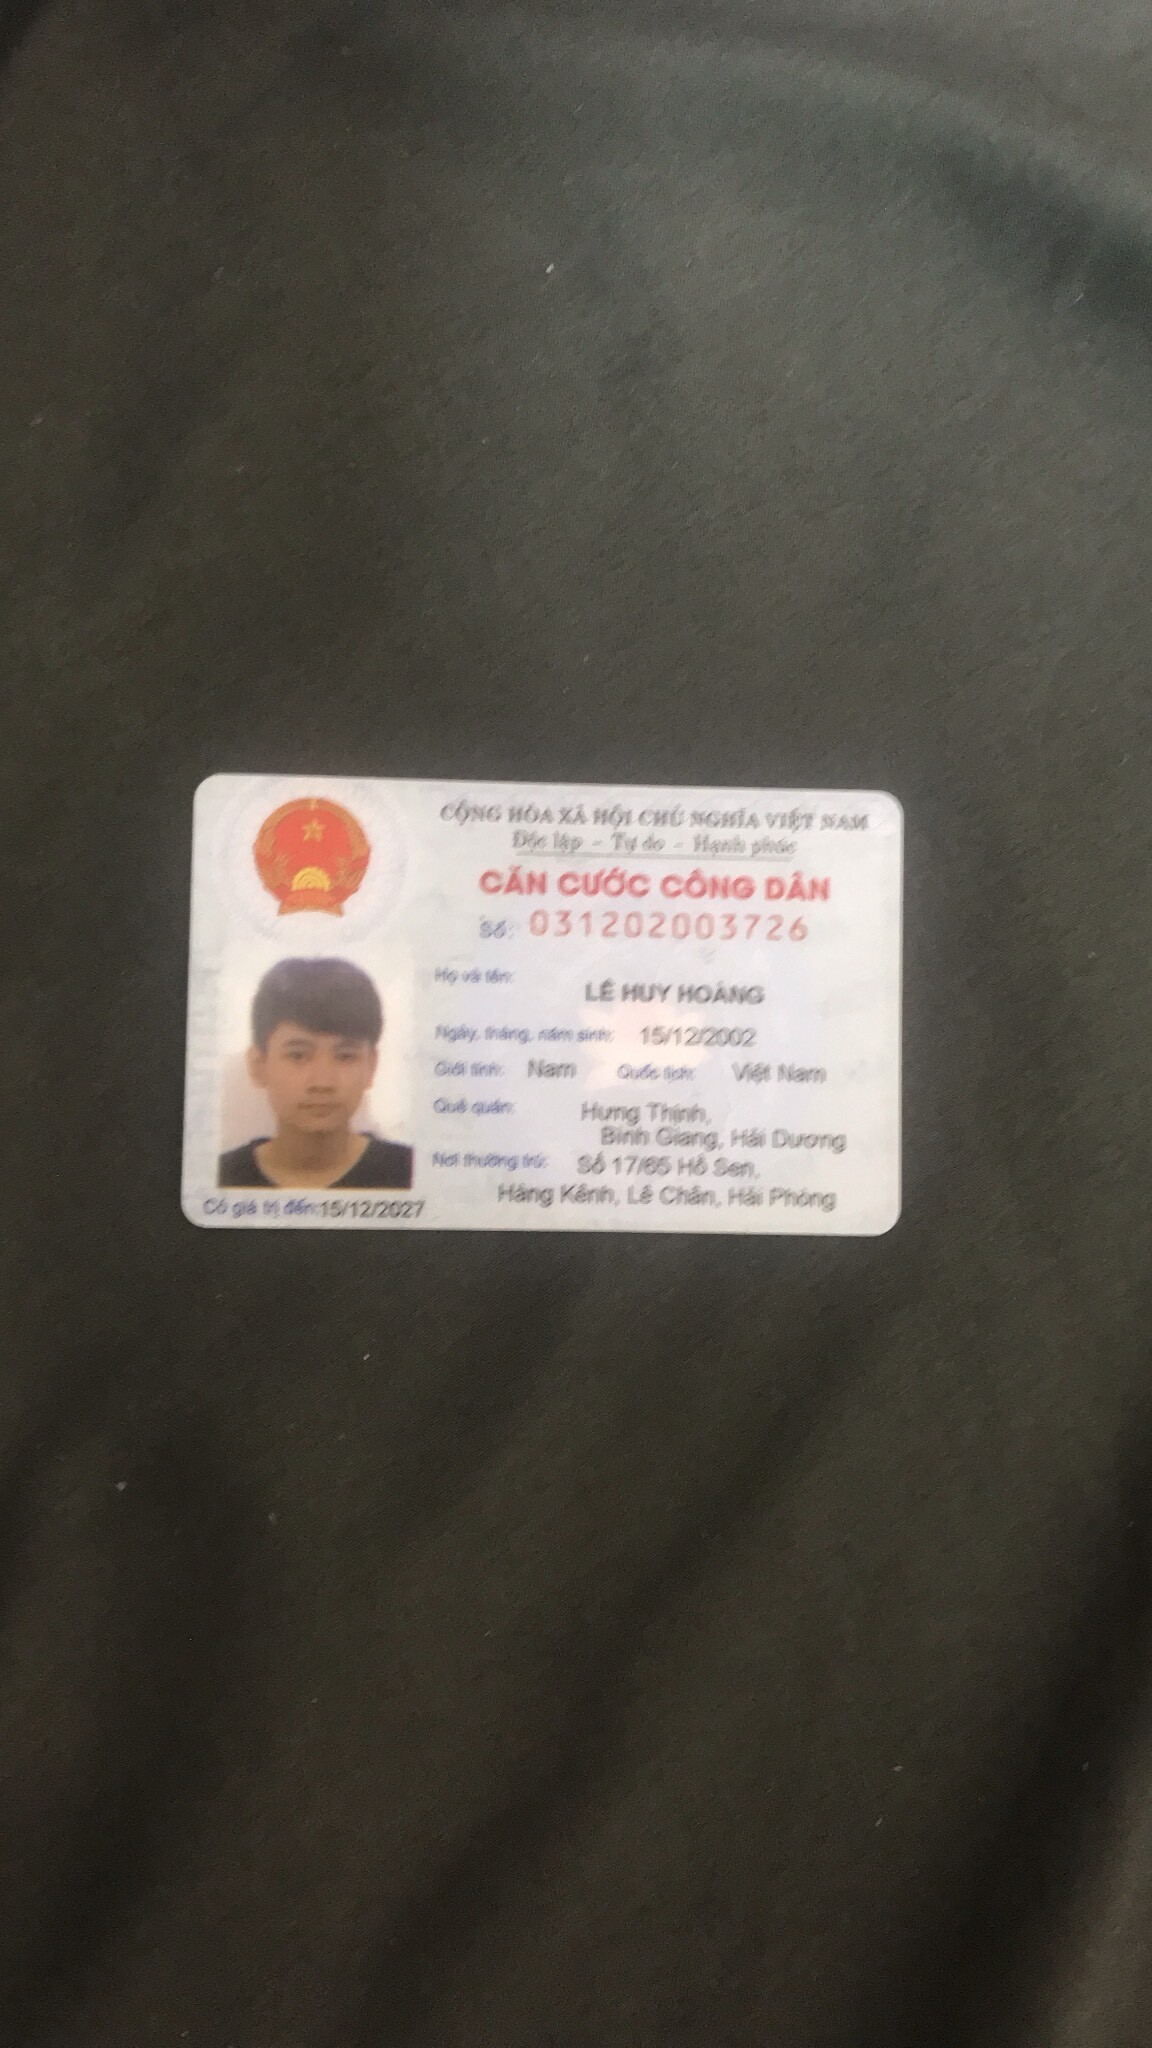 CỘNG HÒA XÃ HỘI CHỦ NGHĨA VIỆT NAM
Độc lập - Tự do - Hạnh phúc
CĂN CƯỚC CÔNG DÂN
Số: 031202003726
Họ và tên: LÊ HUY HOÀNG
Ngày, tháng, năm sinh: 15/12/2002
Giới tính: Nam Quốc tịch: Việt Nam
Quê quán: Hưng Thịnh,
Bình Giang, Hải Dương
Nơi thường trú: Số 17/65 Hồ Sen,
Hàng Kênh, Lê Chân, Hải Phòng
Có giá trị đến: 15/12/2027